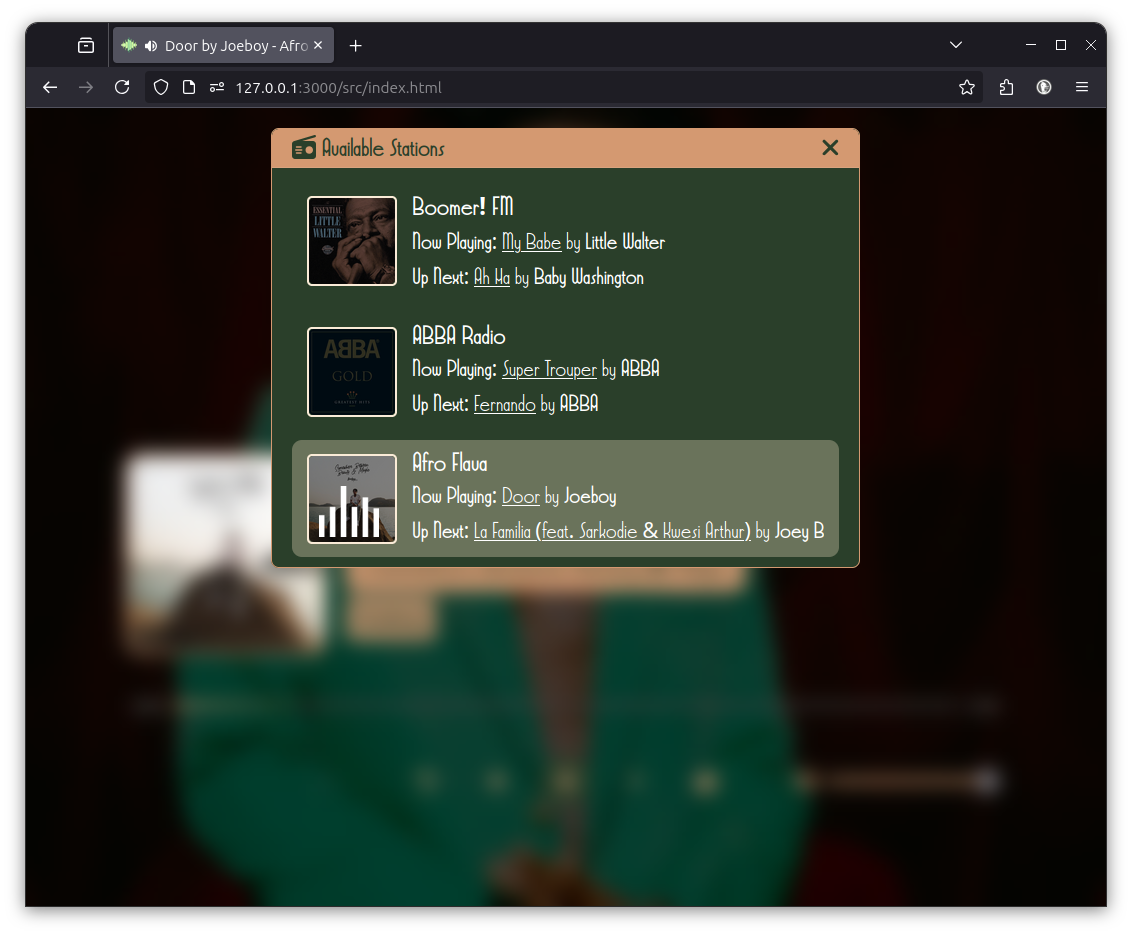 Door by Joeboy - Afro
127.0.0.1:3000/src/index.html
Available Stations
ESSENTIAL
LITTLE
WALTER
Boomer! FM
Now Playing: My Babe by Little Walter
Up Next: Ah Ha by Baby Washington
ABBA
GOLD
GREATEST HITS
ABBA Radio
Now Playing: Super Trouper by ABBA
Up Next: Fernando by ABBA
Afro Flava
Now Playing: Door by Joeboy
Up Next: La Familia (feat. Sarkodie & Kwesi Arthur) by Joey B